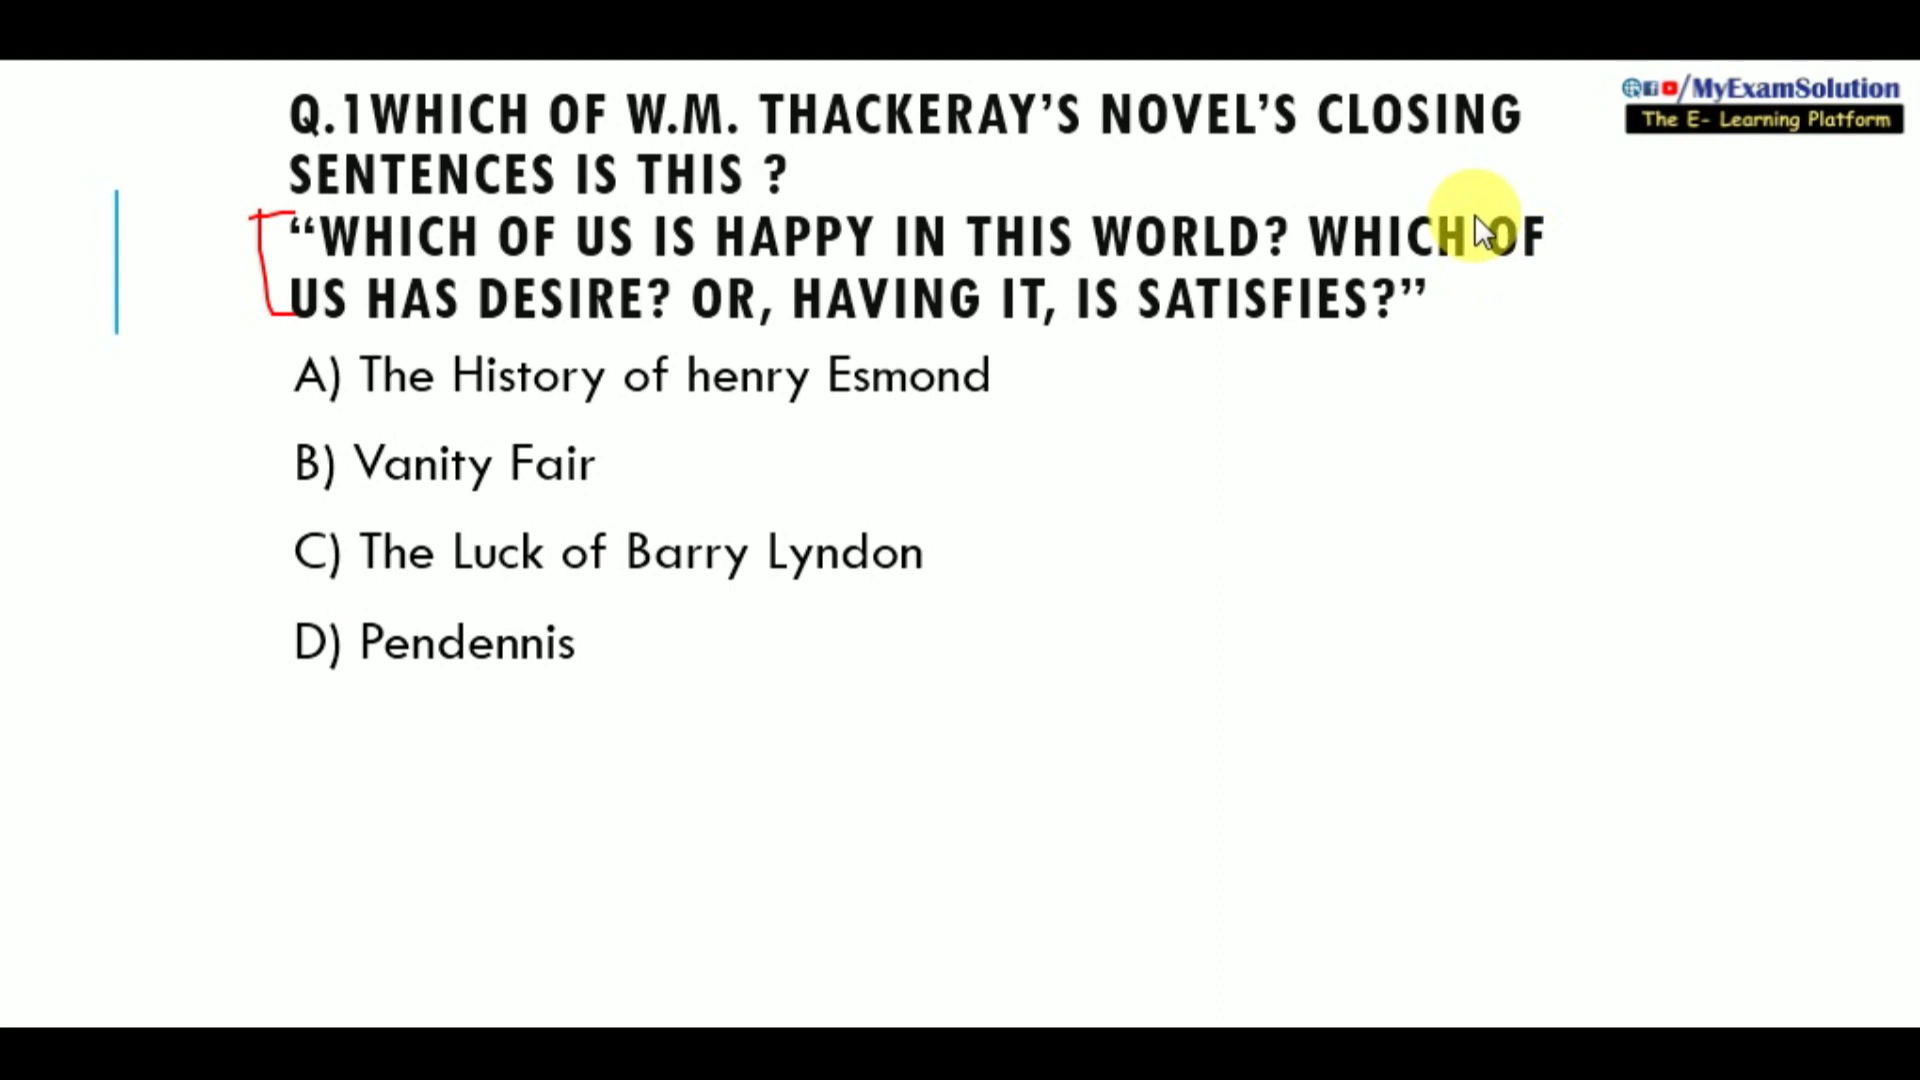 /MyExamSolution
The E- Learning Platform
Q.1WHICH OF W.M. THACKERAY’S NOVEL’S CLOSING
SENTENCES IS THIS ?
“WHICH OF US IS HAPPY IN THIS WORLD? WHICH OF
US HAS DESIRE? OR, HAVING IT, IS SATISFIES?”
A) The History of henry Esmond
B) Vanity Fair
C) The Luck of Barry Lyndon
D) Pendennis